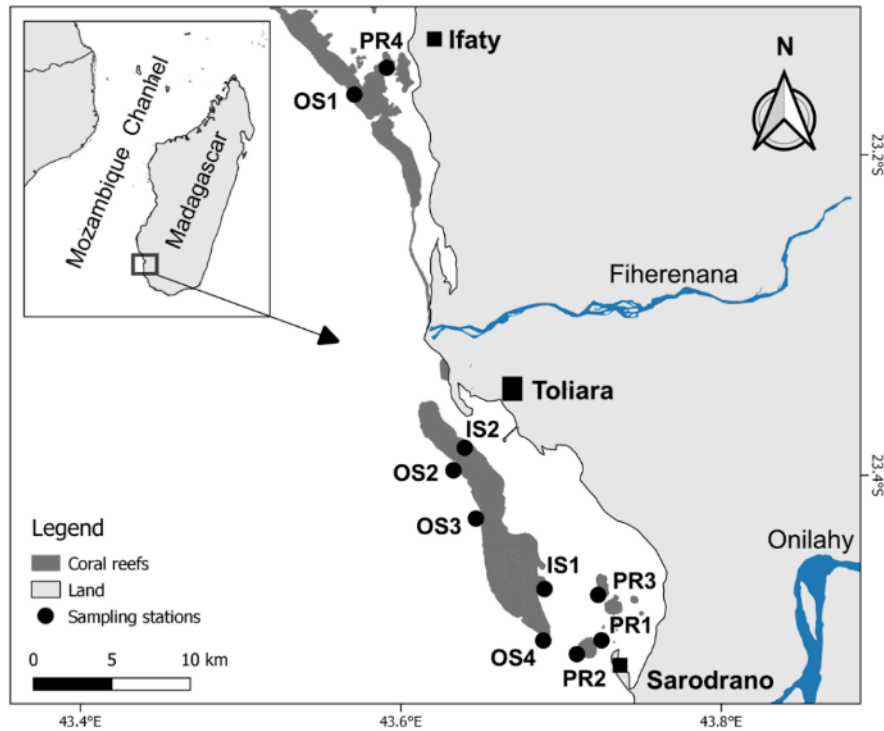 PR4
Ifaty
N
OS1
Mozambique Chanhel
Madagascar
23.2°S
Fiherenana
Toliara
IS2
OS2
23.4°S
OS3
Onilahy
Legend
Coral reefs
IS1
PR3
Land
Sampling stations
PR1
OS4
0 5 10 km
PR2
Sarodrano
43.4°E 43.6°E 43.8°E